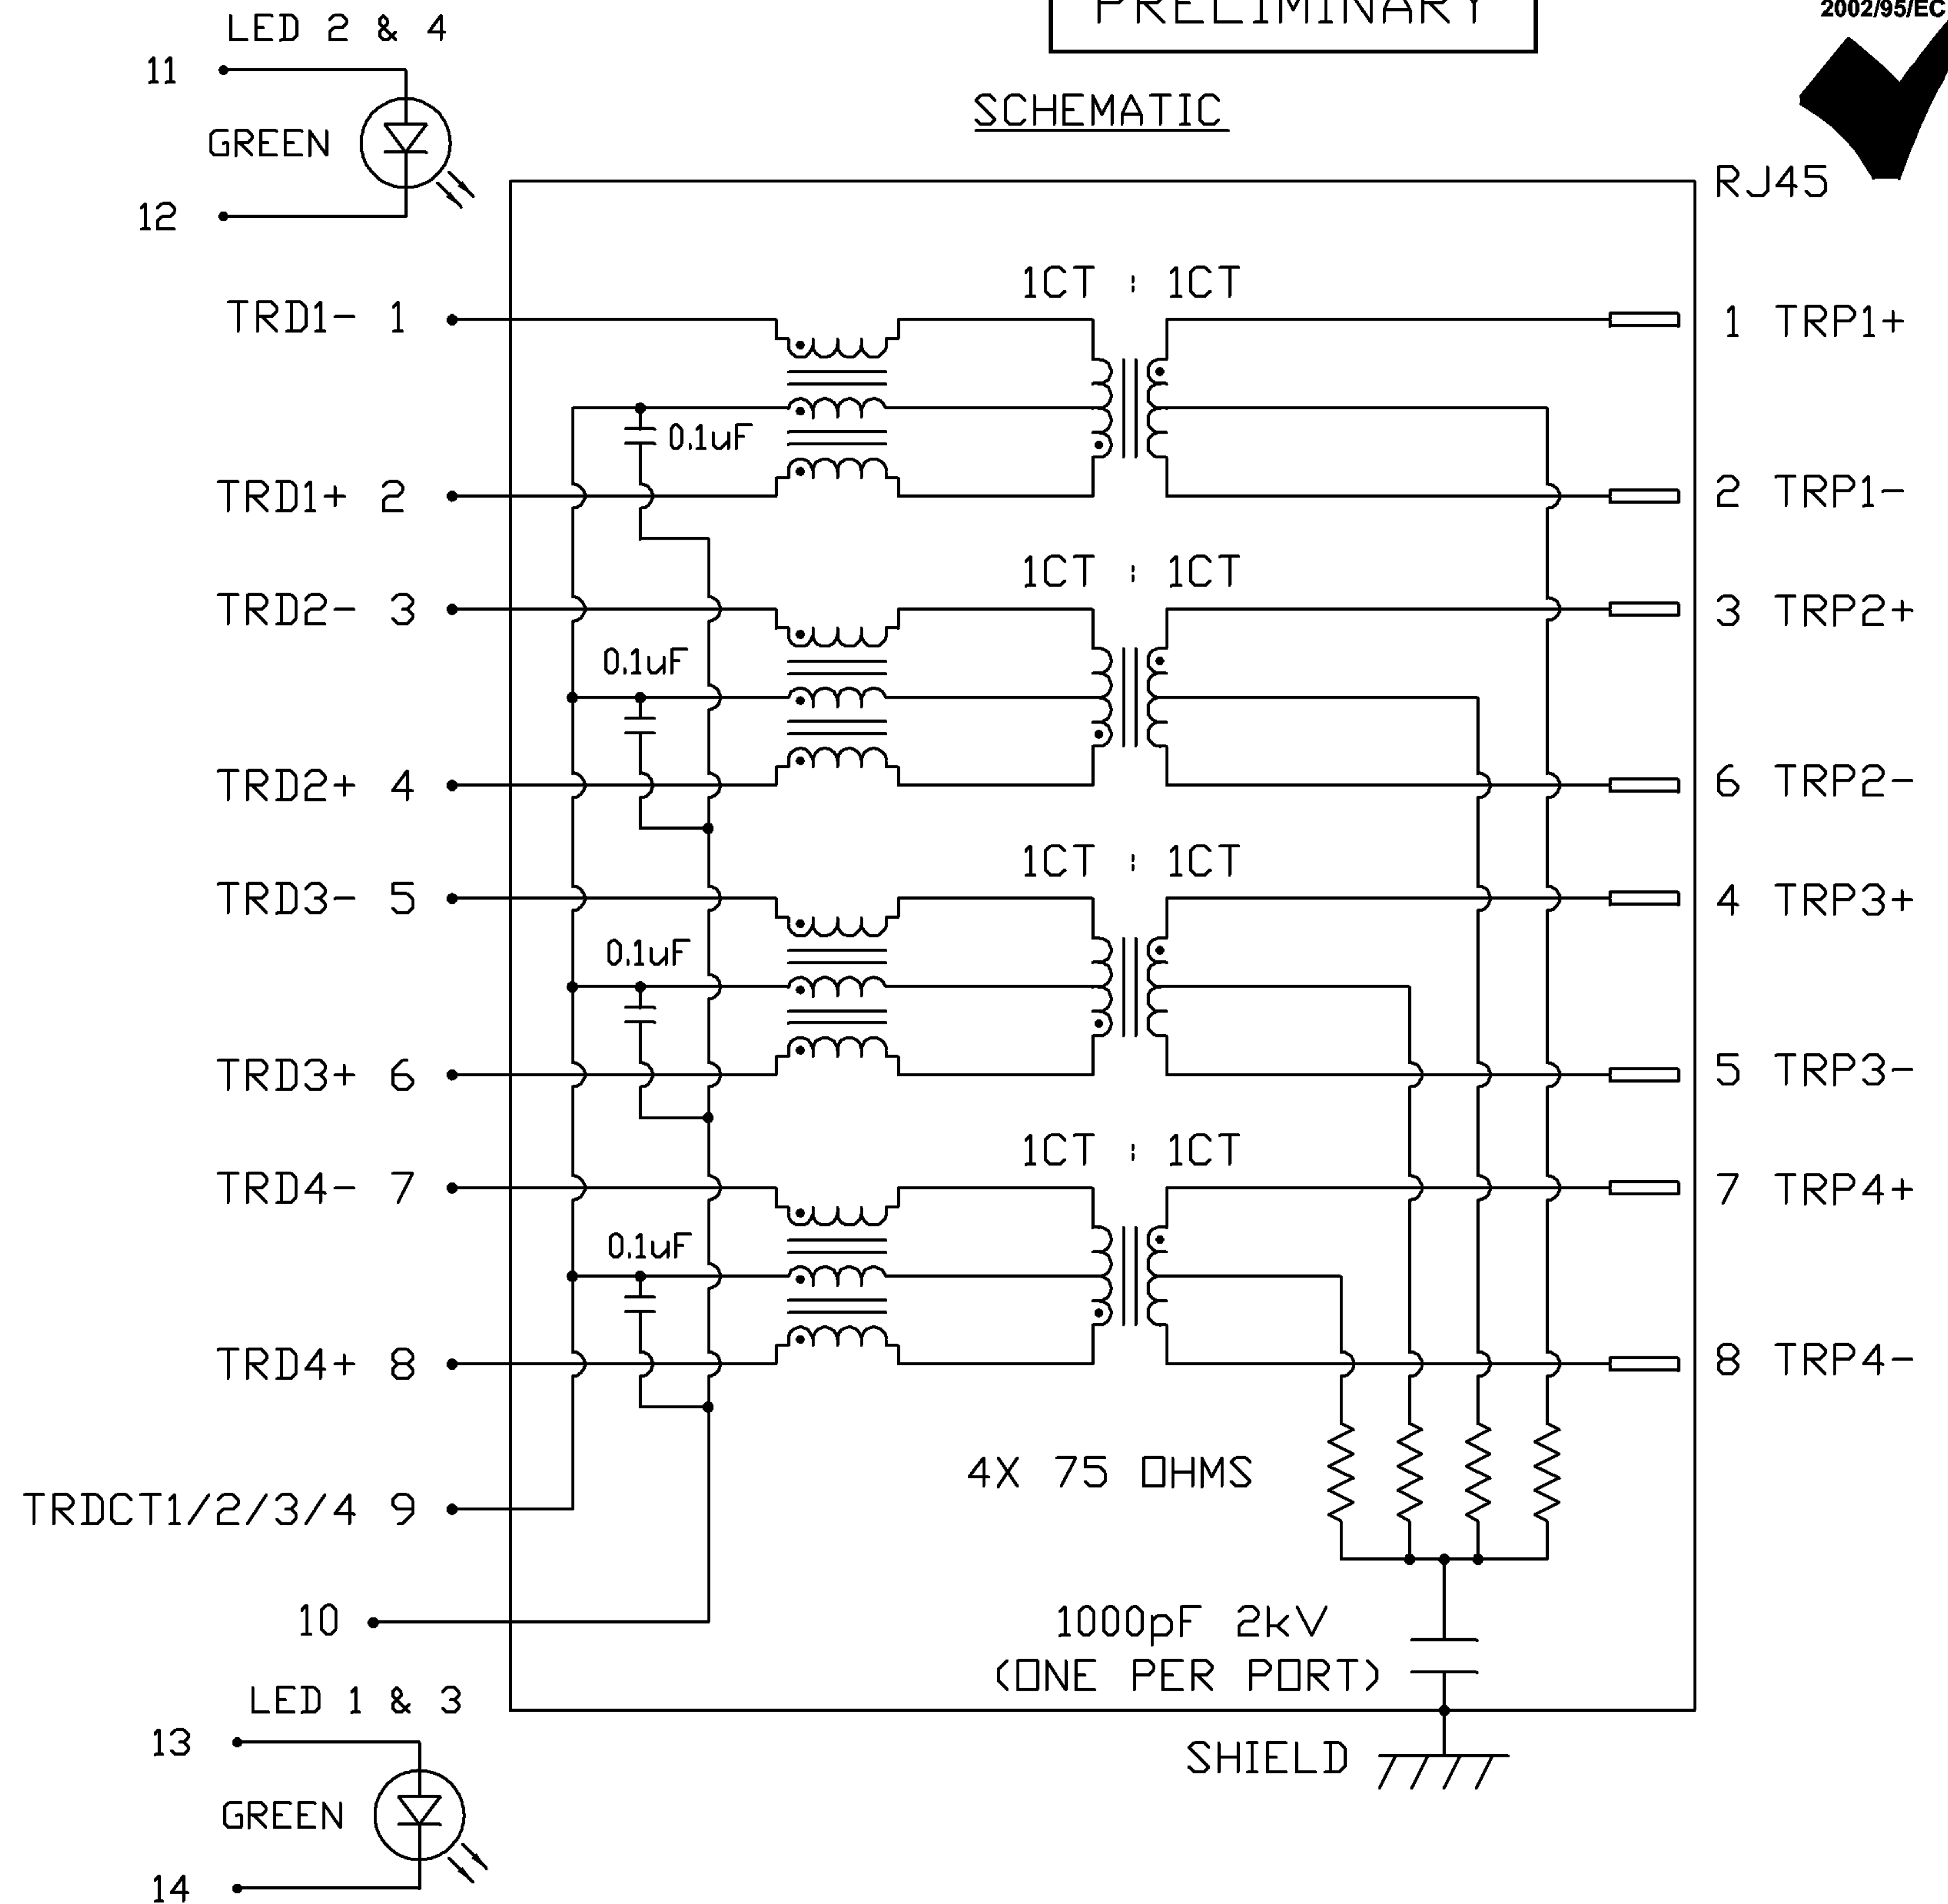 PRELIMINARY
2002/95/EC
SCHEMATIC
LED 2 & 4
11
GREEN
12
RJ45
1CT : 1CT
TRD1- 1
1 TRP1+
0.1uF
TRD1+ 2
2 TRP1-
1CT : 1CT
TRD2- 3
3 TRP2+
0.1uF
TRD2+ 4
6 TRP2-
1CT : 1CT
TRD3- 5
4 TRP3+
0.1uF
TRD3+ 6
5 TRP3-
1CT : 1CT
TRD4- 7
7 TRP4+
0.1uF
TRD4+ 8
8 TRP4-
4X 75 OHMS
TRDCT1/2/3/4 9
10
1000pF 2kV
(ONE PER PORT)
SHIELD
LED 1 & 3
13
GREEN
14